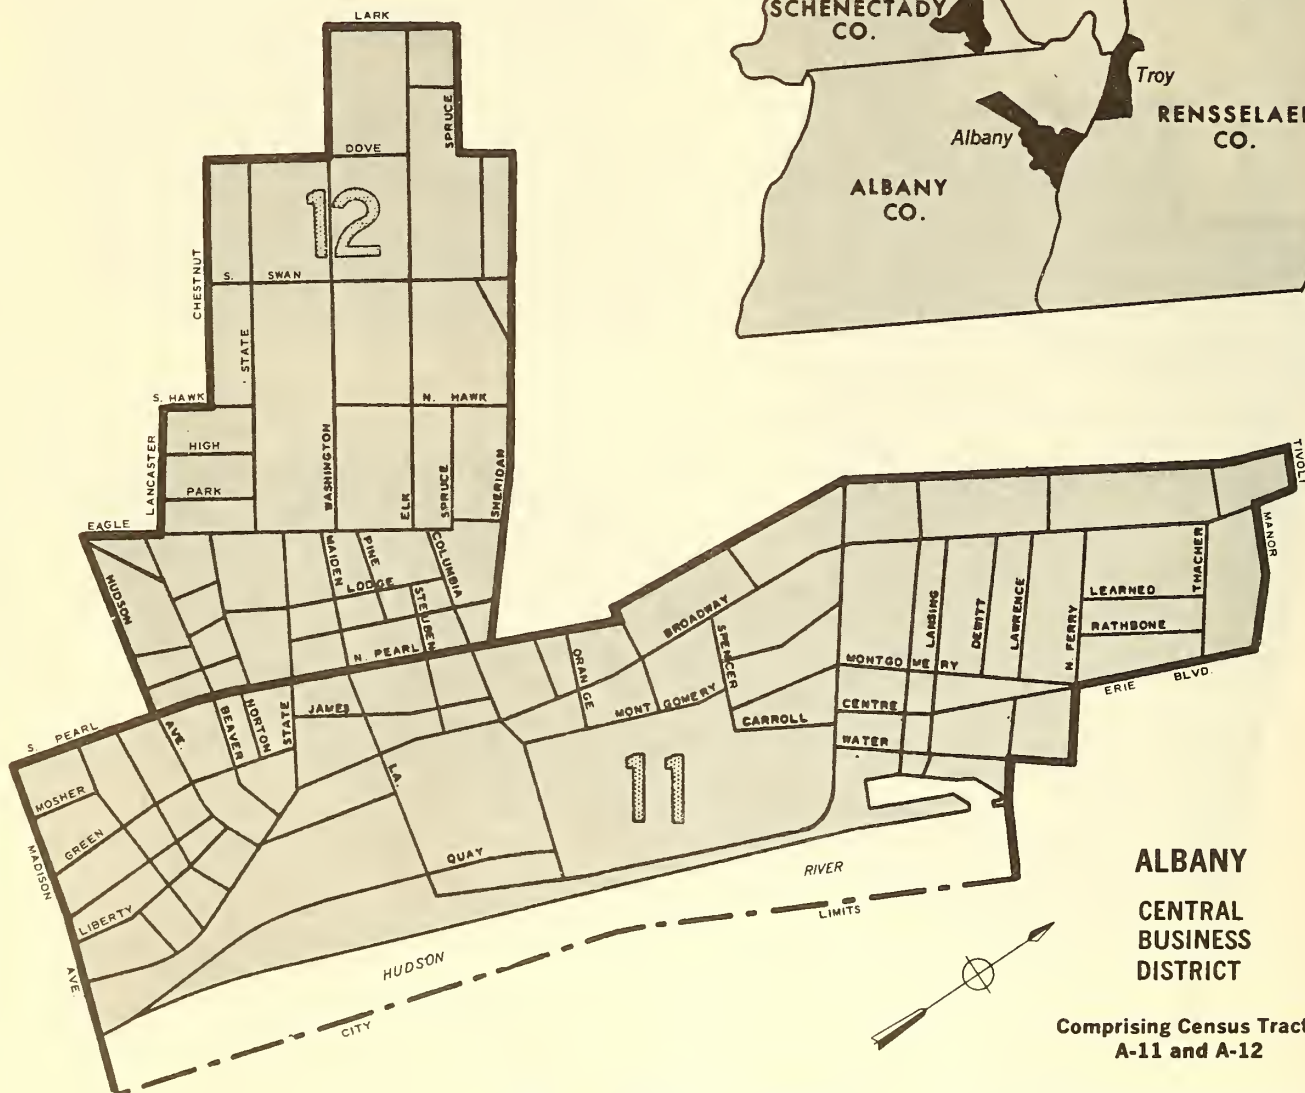 LARK
SCHENECTADY
CO.
Troy
RENSSELAER
CO.
Albany
ALBANY
CO.
SPRUCE
DOVE
12
CHESTNUT
S. SWAN
STATE
S. HAWK
N. HAWK
HIGH
LANCASTER
PARK
WASHINGTON
ELK
SPRUCE
SHERIDAN
EAGLE
HUDSON
AVE.
MAIDEN
LA.
PINE
COLUMBIA
LODGE
STEUBEN
N. PEARL
TIVOLI
MANOR
THACHER
LEARNED
RATHBONE
N. FERRY
LAWRENCE
DEWITT
LANSING
BROADWAY
SPENCER
ORANGE
MONTGOMERY
MONTGOMERY
ERIE BLVD.
CENTRE
CARROLL
WATER
S. PEARL
BEAVER
NORTON
STATE
JAMES
11
MOSHER
GREEN
MADISON
AVE.
LIBERTY
QUAY
HUDSON
RIVER
CITY
LIMITS
ALBANY
CENTRAL
BUSINESS
DISTRICT
Comprising Census Tract
A-11 and A-12